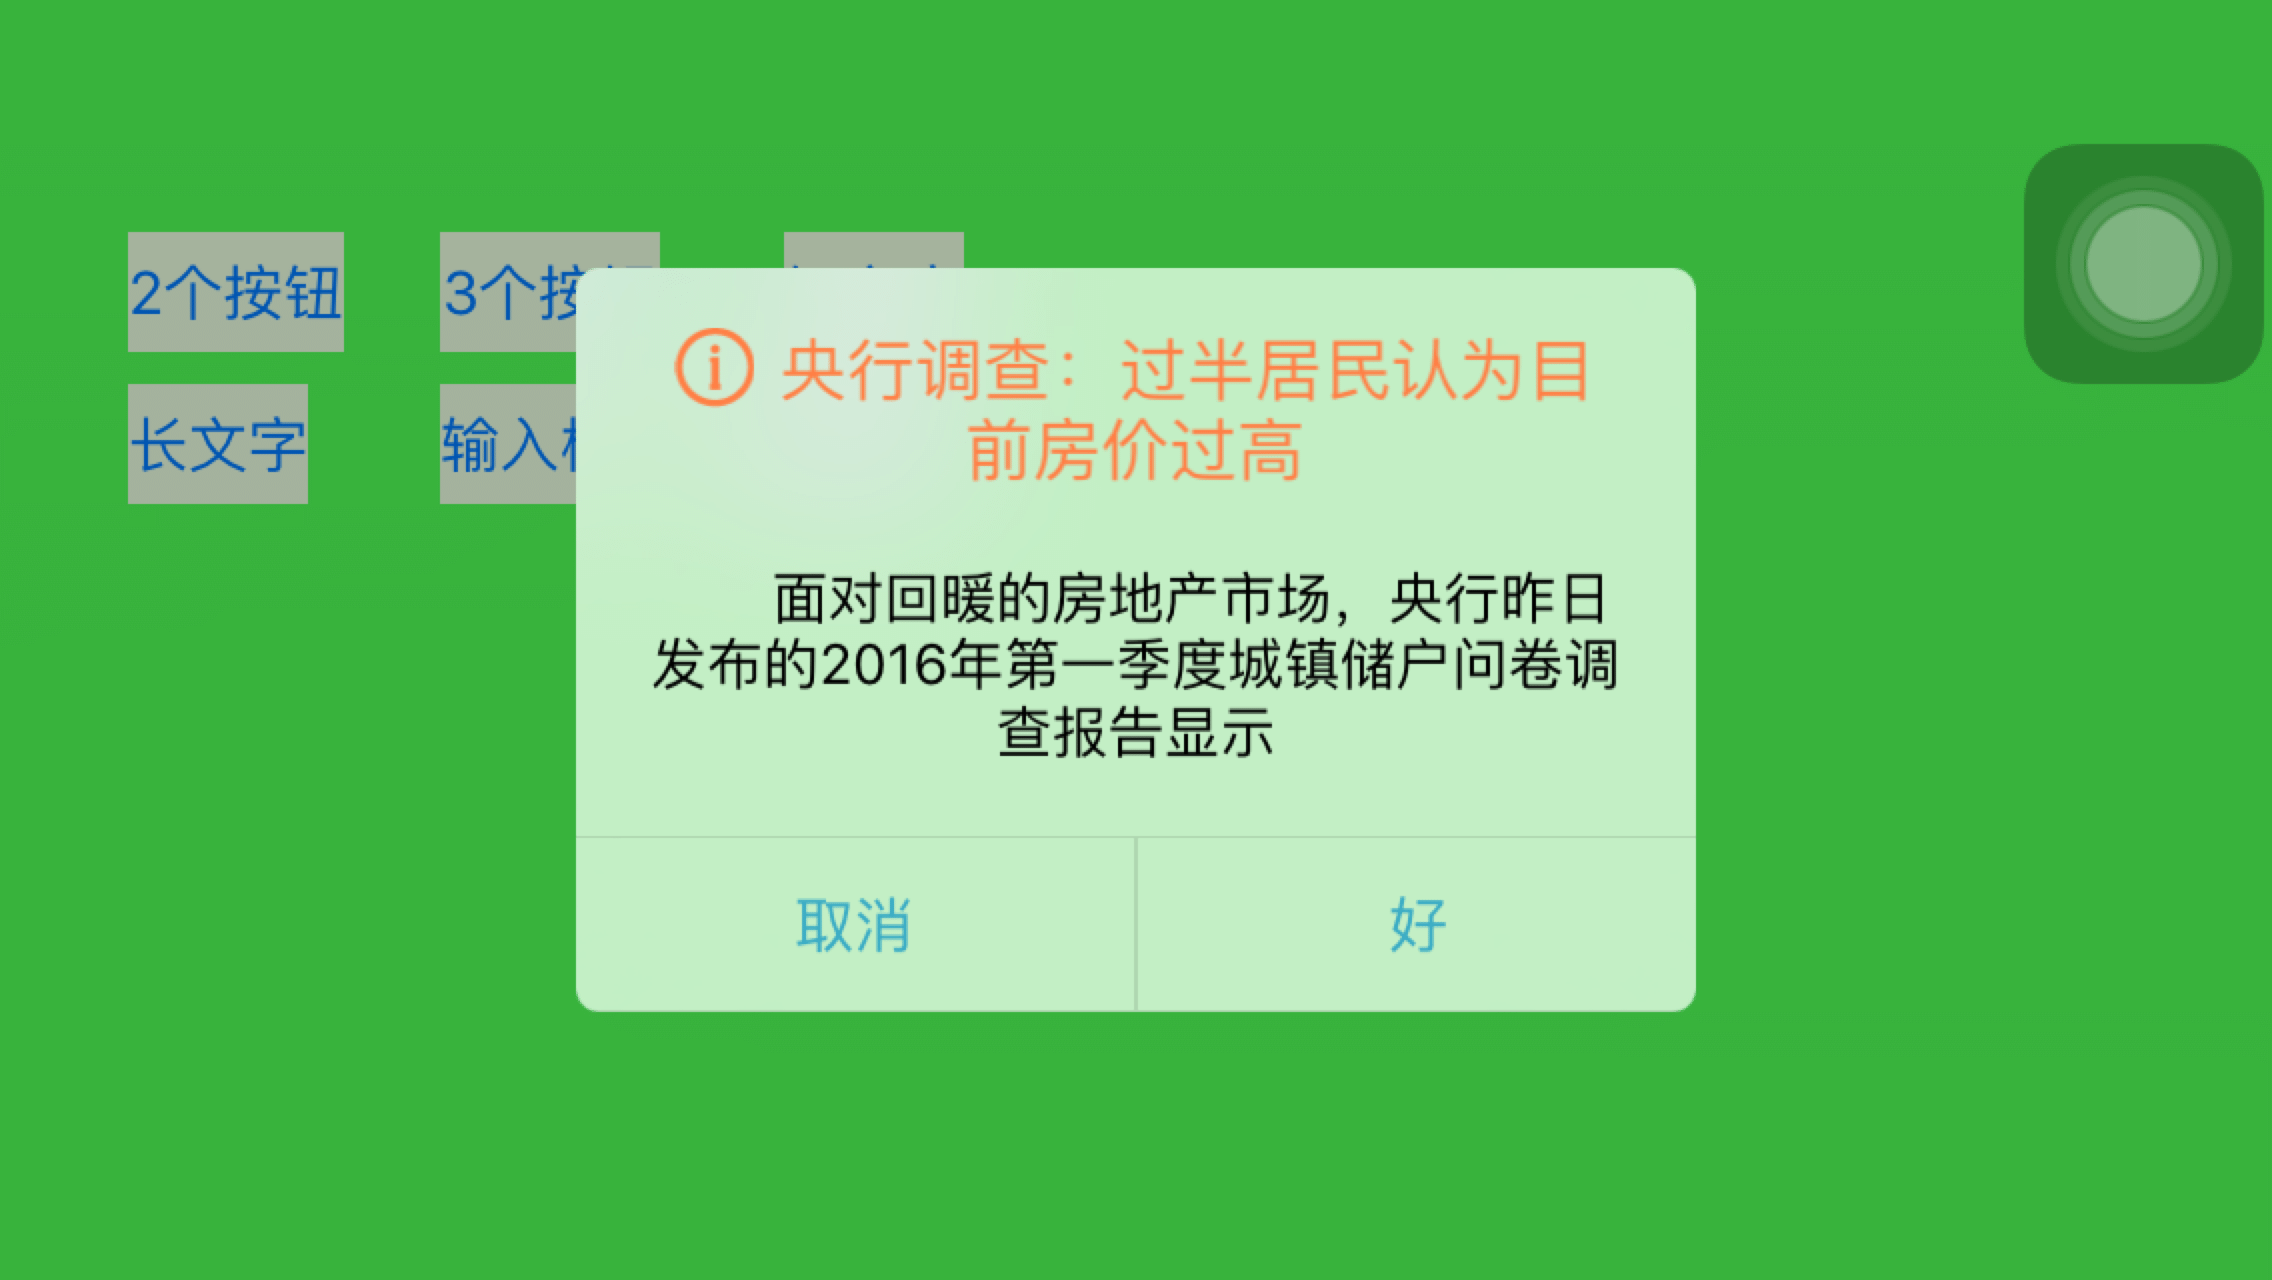 2个按钮
3个按
长文字
输入
央行调查：过半居民认为目
前房价过高
面对回暖的房地产市场，央行昨日
发布的2016年第一季度城镇储户问卷调
查报告显示
取消
好